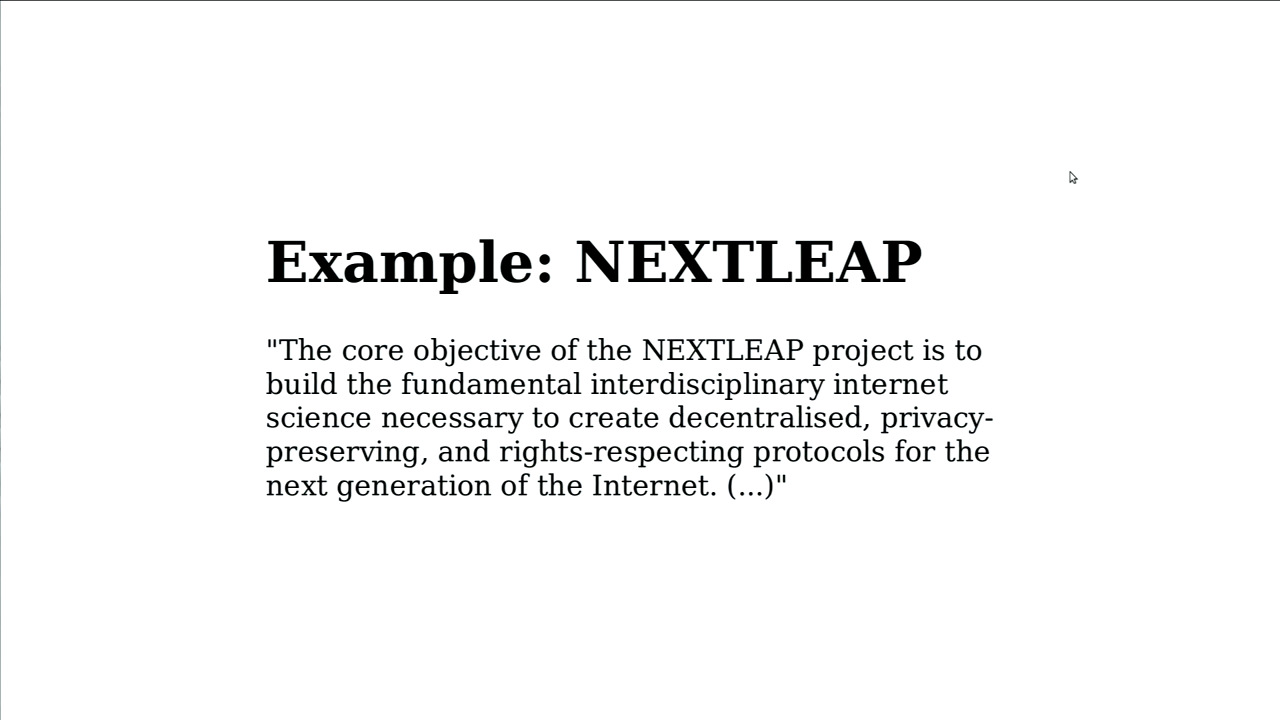 Example: NEXTLEAP
"The core objective of the NEXTLEAP project is to
build the fundamental interdisciplinary internet
science necessary to create decentralised, privacy-
preserving, and rights-respecting protocols for the
next generation of the Internet. (...)"